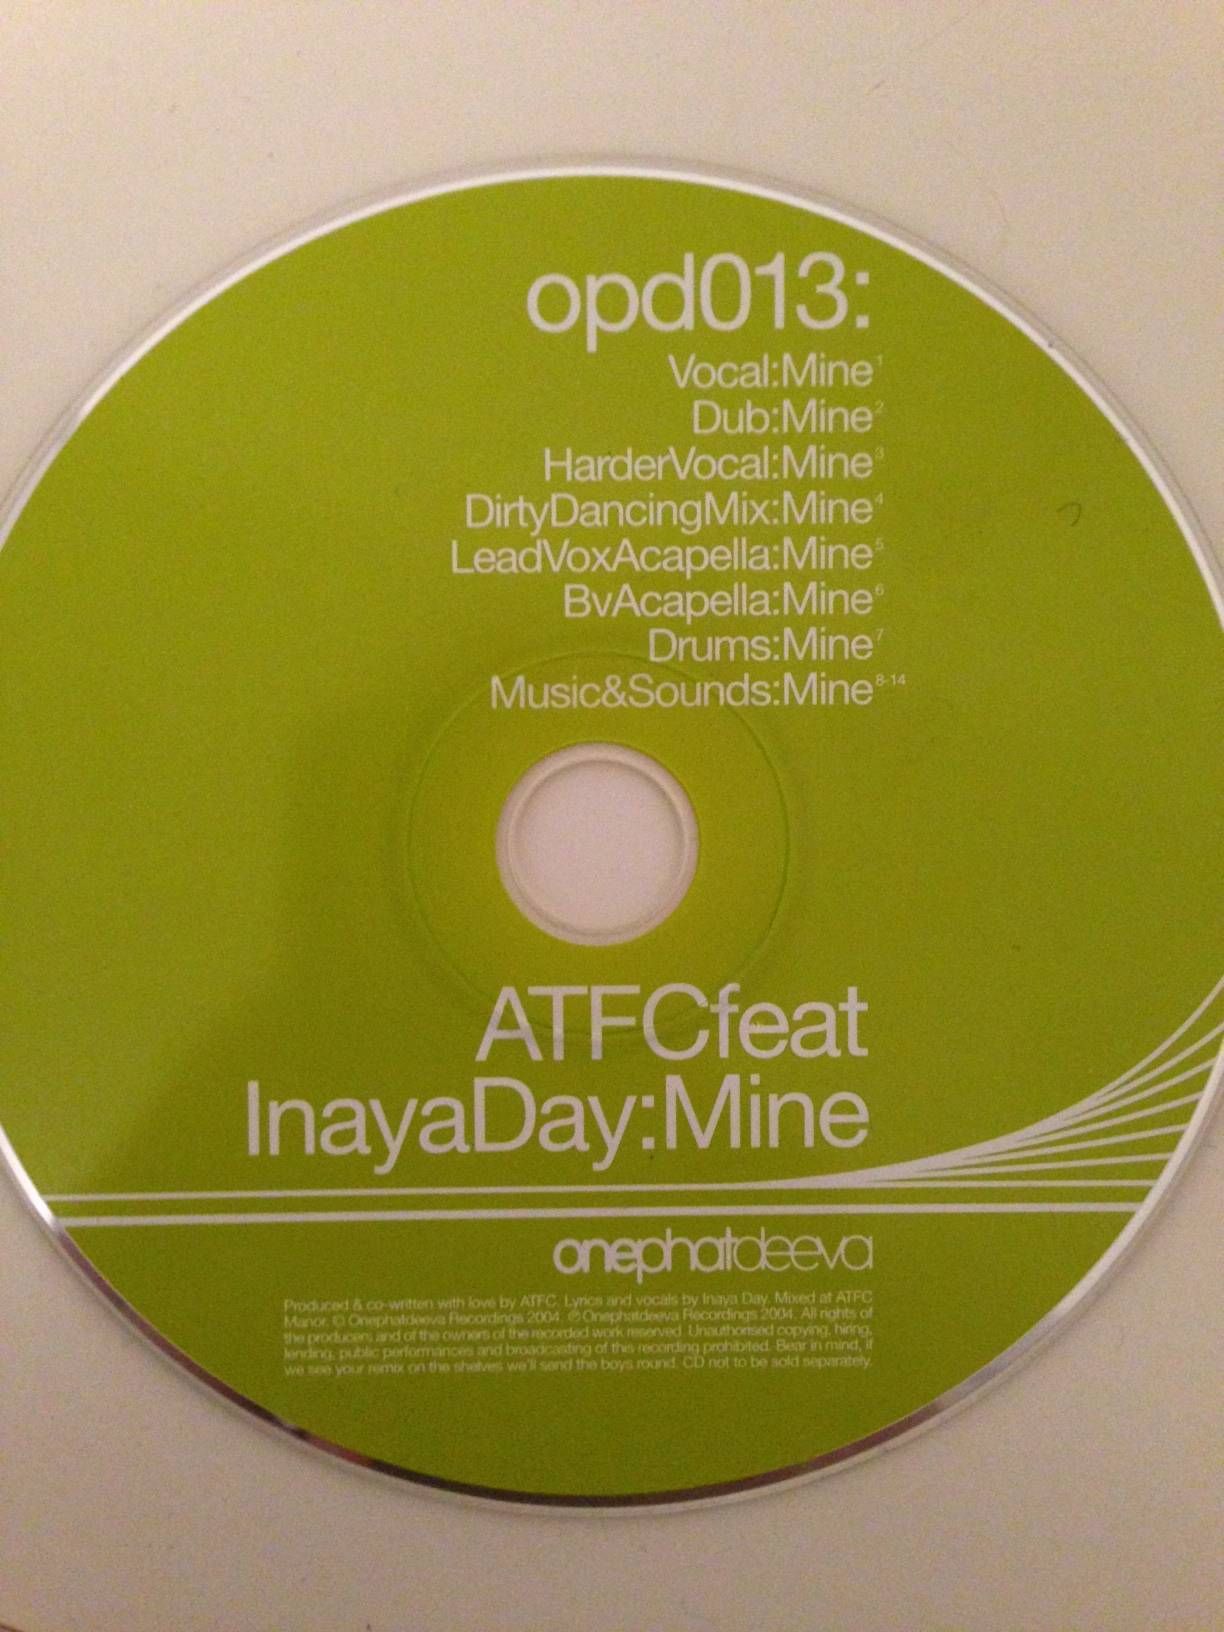 opd013:
Vocal:Mine1
Dub:Mine2
HarderVocal:Mine3
DirtyDancingMix:Mine4
LeadVoxAcapella:Mine5
BvAcapella:Mine6
Drums:Mine7
Music&Sounds:Mine8-14
ATFCfeat
InayaDay:Mine
onephatdeeva
Produced & co-written with love by ATFC. Lyrics and vocals by Inaya Day. Mixed at ATFC
Manor. © Onephatdeeva Recordings 2004. ℗ Onephatdeeva Recordings 2004. All rights of
the producers and of the owners of the recorded work reserved. Unauthorised copying, hiring,
lending, public performances and broadcasting of this recording prohibited. Bear in mind, if
we see your remix on the shelves we'll send the boys round. CD not to be sold separately.